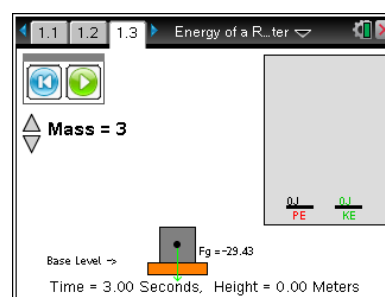 1.1 1.2 1.3 Energy of a R...ter
Mass = 3
0J 0J
PE KE
Fg =-29.43
Base Level ->
Time = 3.00 Seconds, Height = 0.00 Meters